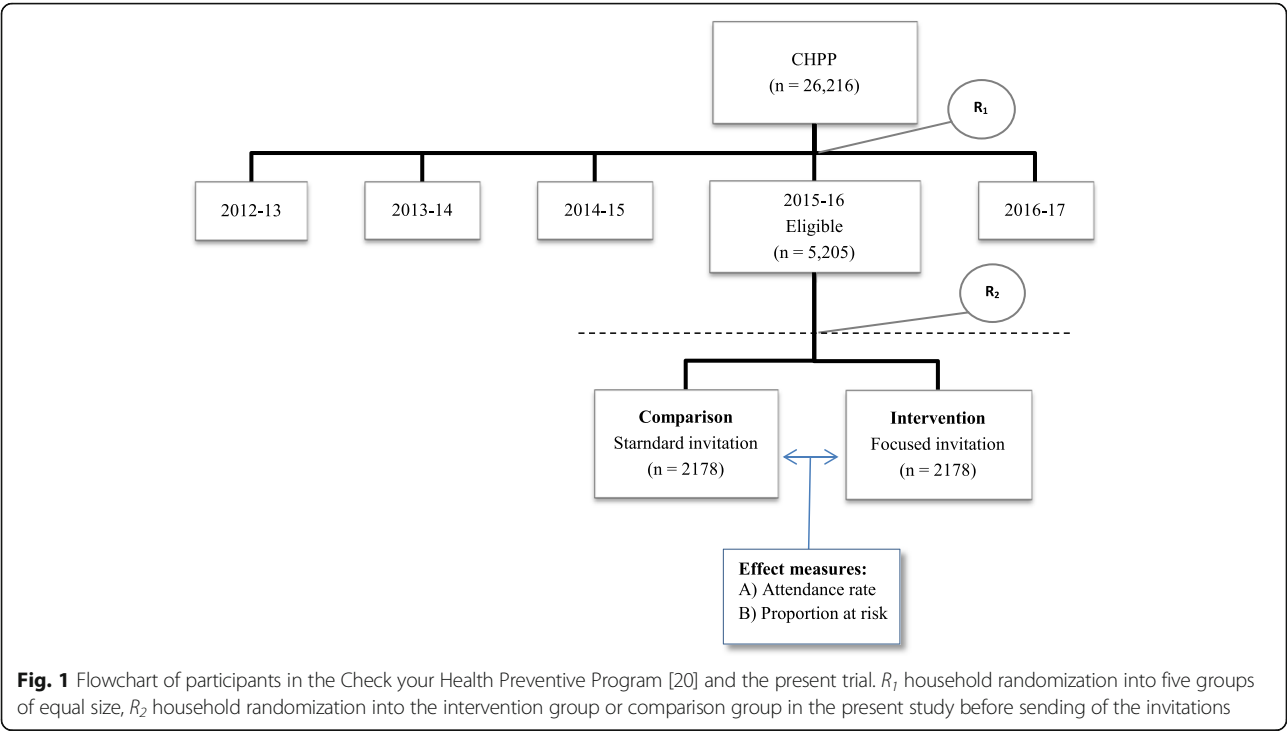 CHPP
(n = 26,216)
R1
2012-13
2013-14
2014-15
2015-16
Eligible
(n = 5,205)
2016-17
R2
Comparison
Starndard invitation
(n = 2178)
Intervention
Focused invitation
(n = 2178)
Effect measures:
A) Attendance rate
B) Proportion at risk
Fig. 1 Flowchart of participants in the Check your Health Preventive Program [20] and the present trial. R1 household randomization into five groups
of equal size, R2 household randomization into the intervention group or comparison group in the present study before sending of the invitations